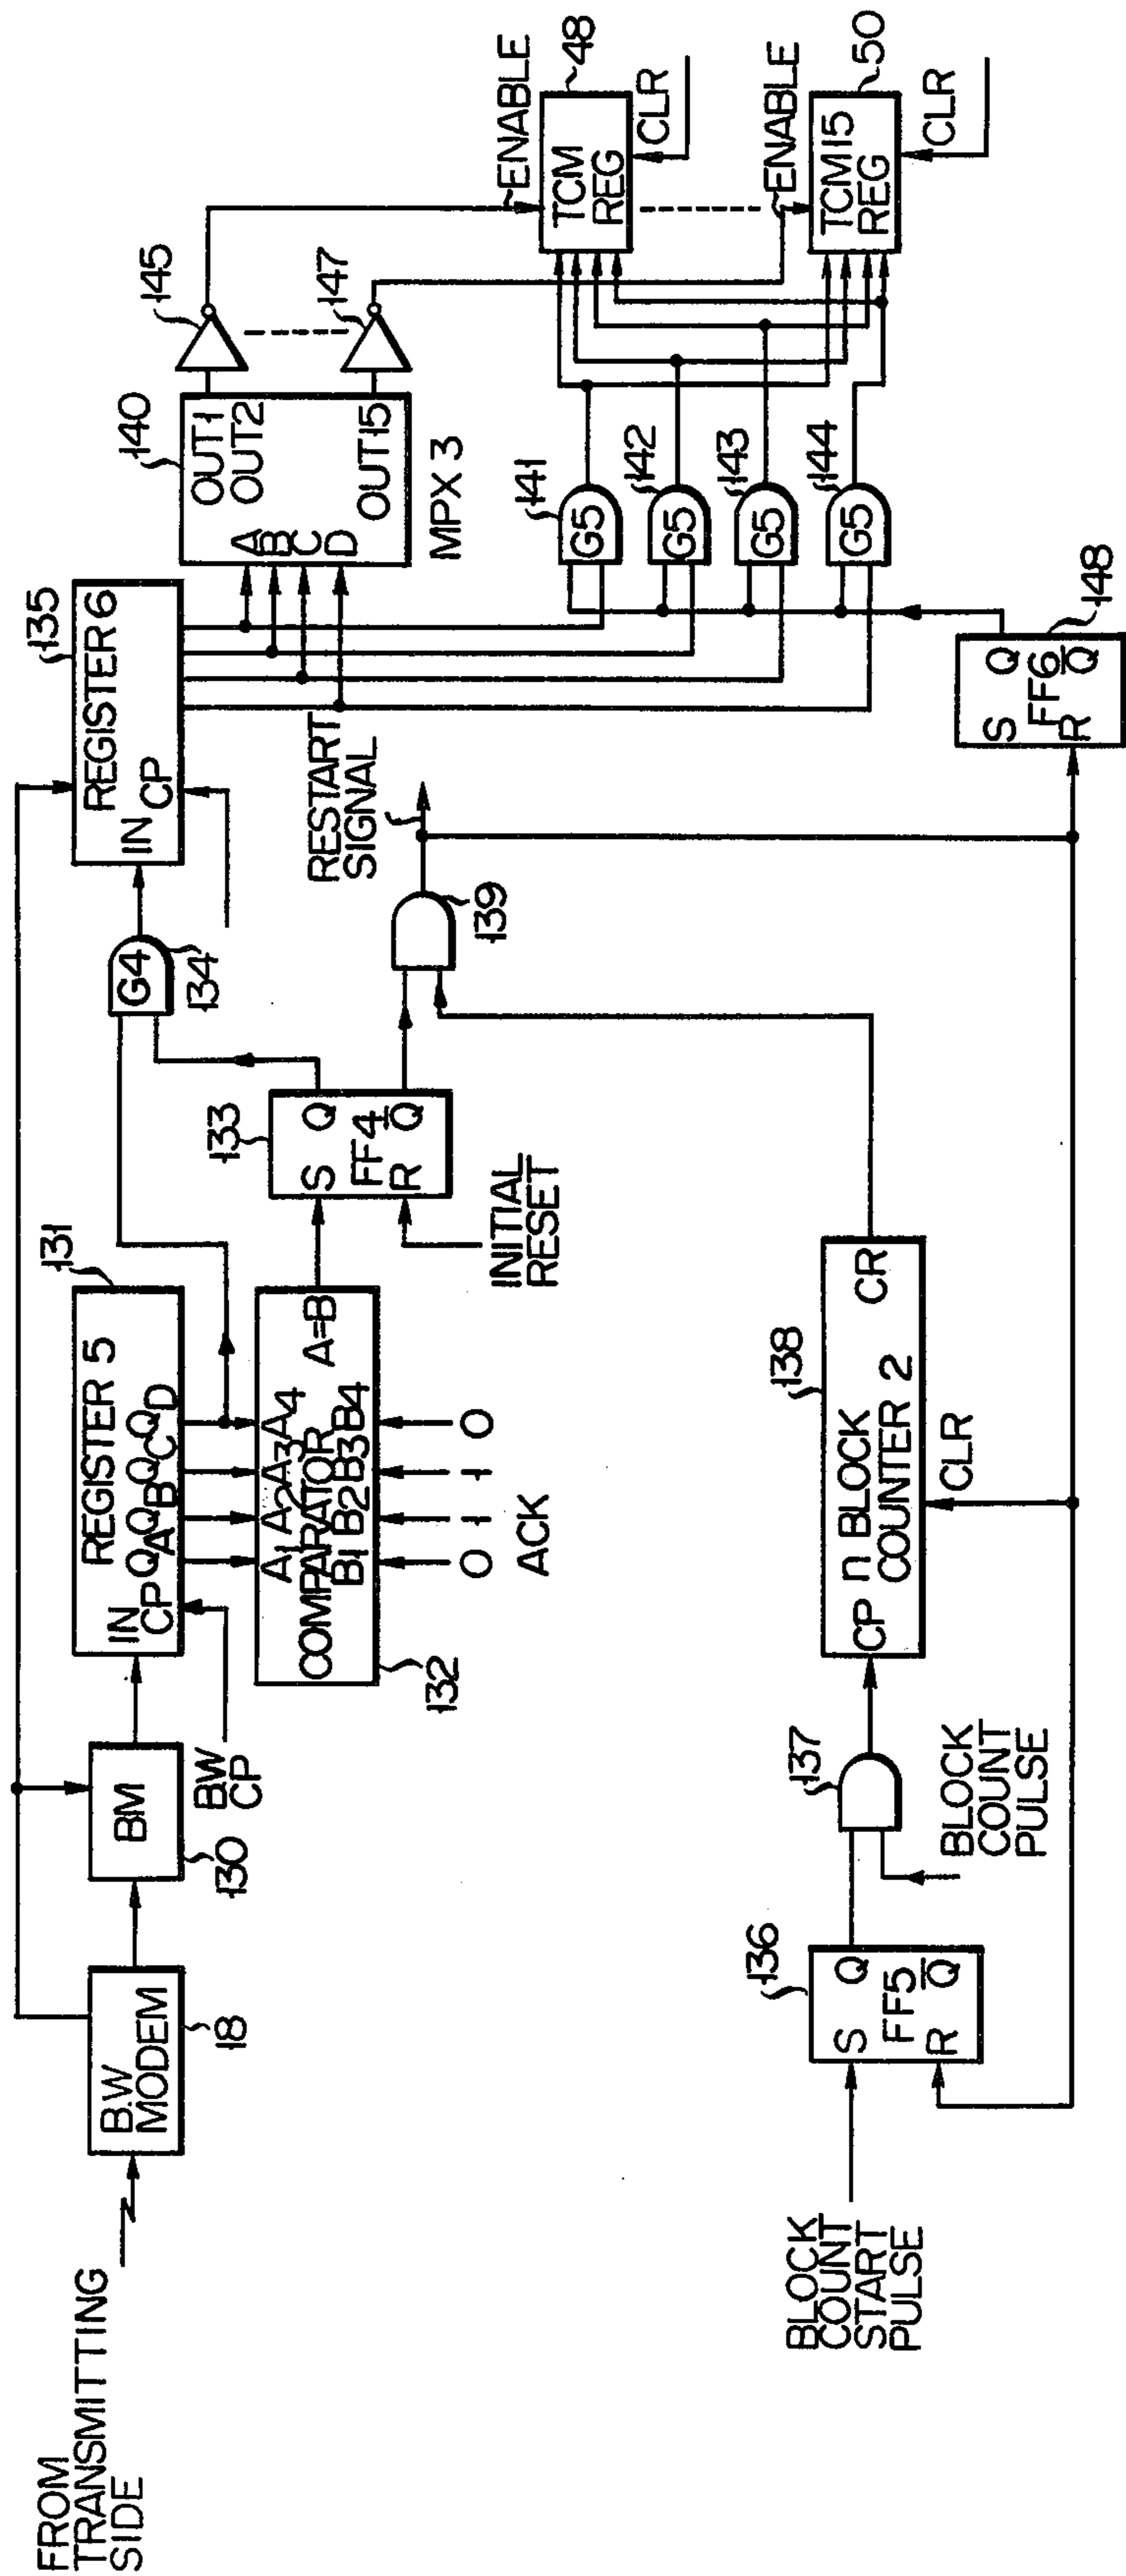 FROM
TRANSMITTING
SIDE
B.W
MODEM
18
BM
130
BW
CP
REGISTER 5
IN
CP
QA QB QC QD
131
A1 A2 A3 A4
COMPARATOR
A=B
B1 B2 B3 B4
132
0 1 1 0
ACK
133
S Q
FF4
R Q̅
INITIAL
RESET
G4
134
REGISTER 6
IN
CP
135
RESTART
SIGNAL
139
140
OUT1
OUT2
OUT15
A
B
C
D
MPX 3
145
147
G5
141
G5
142
G5
143
G5
144
ENABLE
TCM
REG
48
CLR
ENABLE
TCM15
REG
50
CLR
S Q
FF6
R Q̅
148
BLOCK
COUNT
START
PULSE
136
S Q
FF5
R Q̅
137
BLOCK
COUNT
PULSE
138
CP n BLOCK
COUNTER 2
CR
CLR